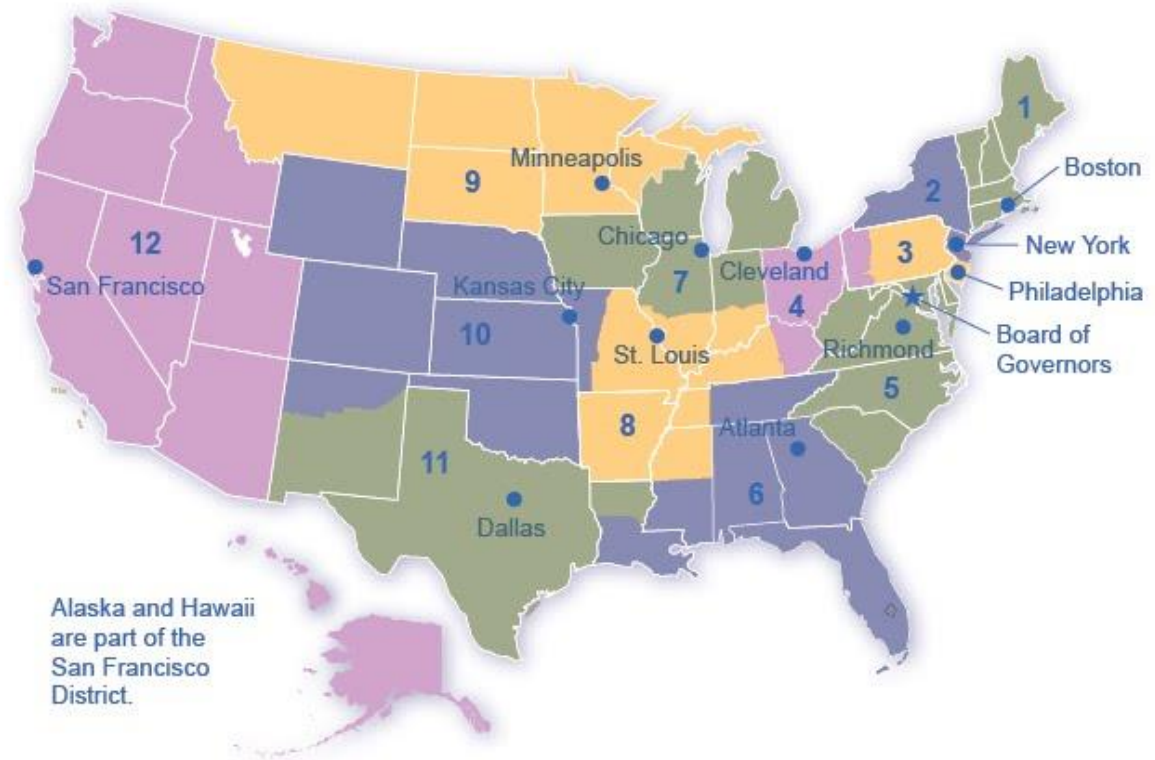 1
Boston
Minneapolis
9
2
Chicago
12
New York
San Francisco
Cleveland
3
Kansas City
7
4
Philadelphia
10
St. Louis
Richmond
Board of
Governors
5
8
Atlanta
11
6
Dallas
Alaska and Hawaii
are part of the
San Francisco
District.